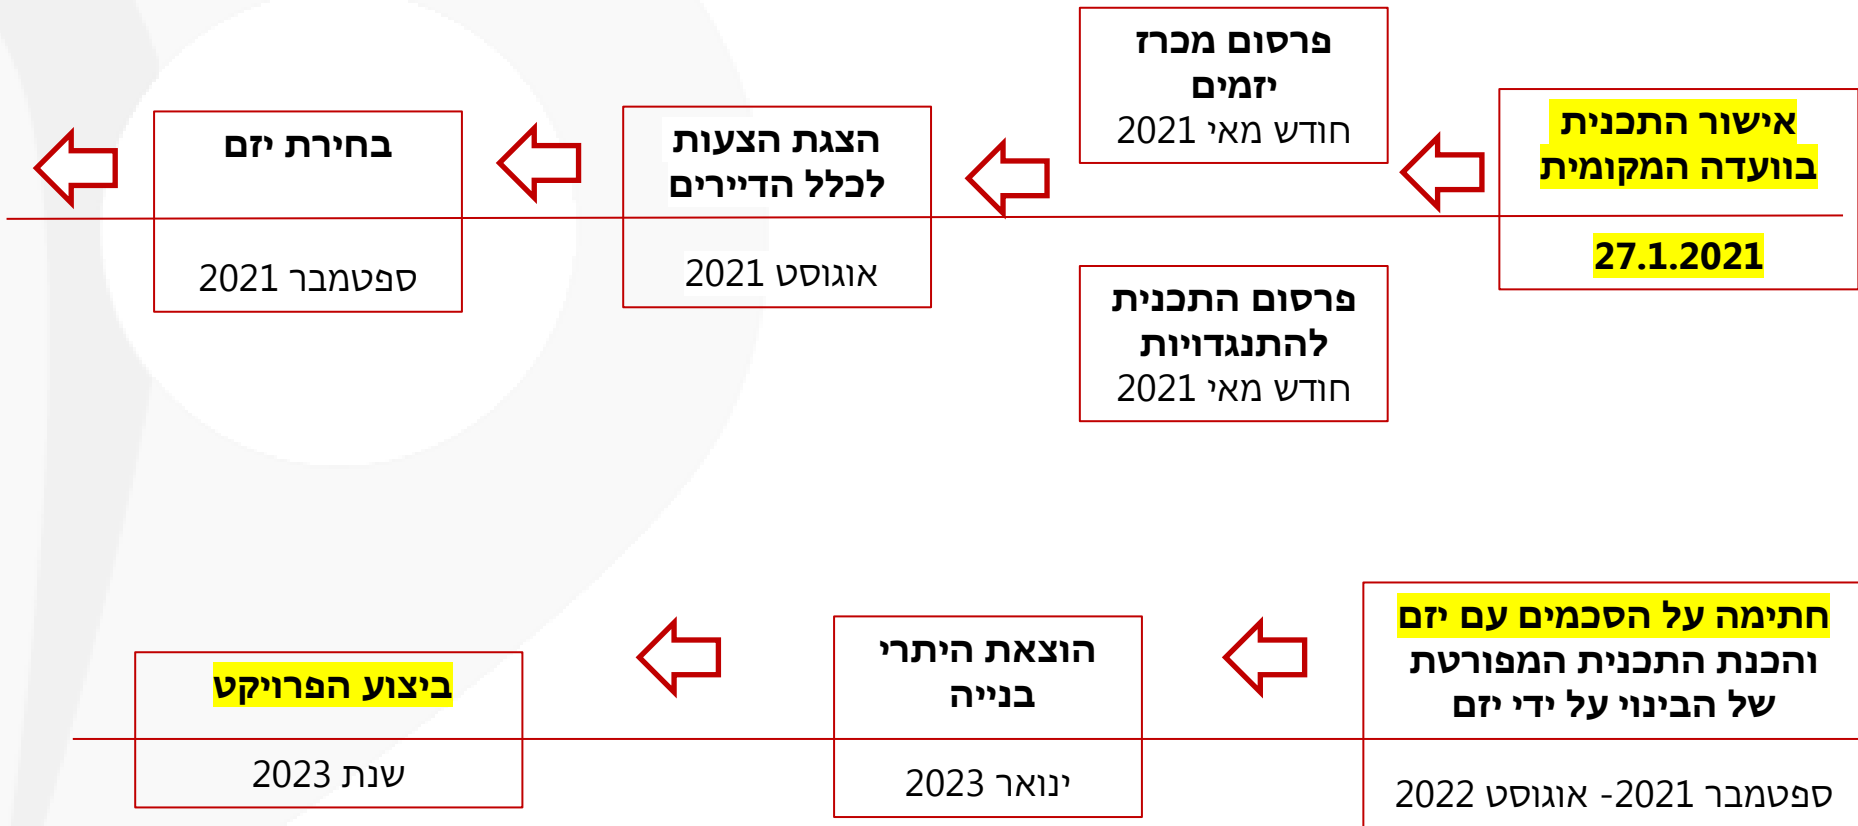 אישור התכנית
בוועדה המקומית
27.1.2021
פרסום מכרז
יזמים
חודש מאי 2021
פרסום התכנית
להתנגדויות
חודש מאי 2021
הצגת הצעות
לכלל הדיירים
אוגוסט 2021
בחירת יזם
ספטמבר 2021
חתימה על הסכמים עם יזם
והכנת התכנית המפורטת
של הבינוי על ידי יזם
ספטמבר 2021- אוגוסט 2022
הוצאת היתרי
בנייה
ינואר 2023
ביצוע הפרויקט
שנת 2023